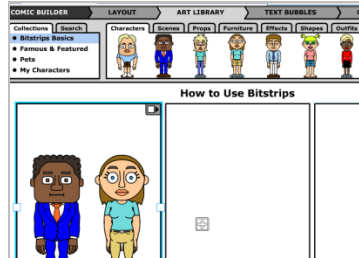 COMIC BUILDER LAYOUT ART LIBRARY TEXT BUBBLES
Collections Search Characters Scenes Props Furniture Effects Shapes Outfits
Bitstrips Basics
Famous & Featured
Pets
My Characters
How to Use Bitstrips